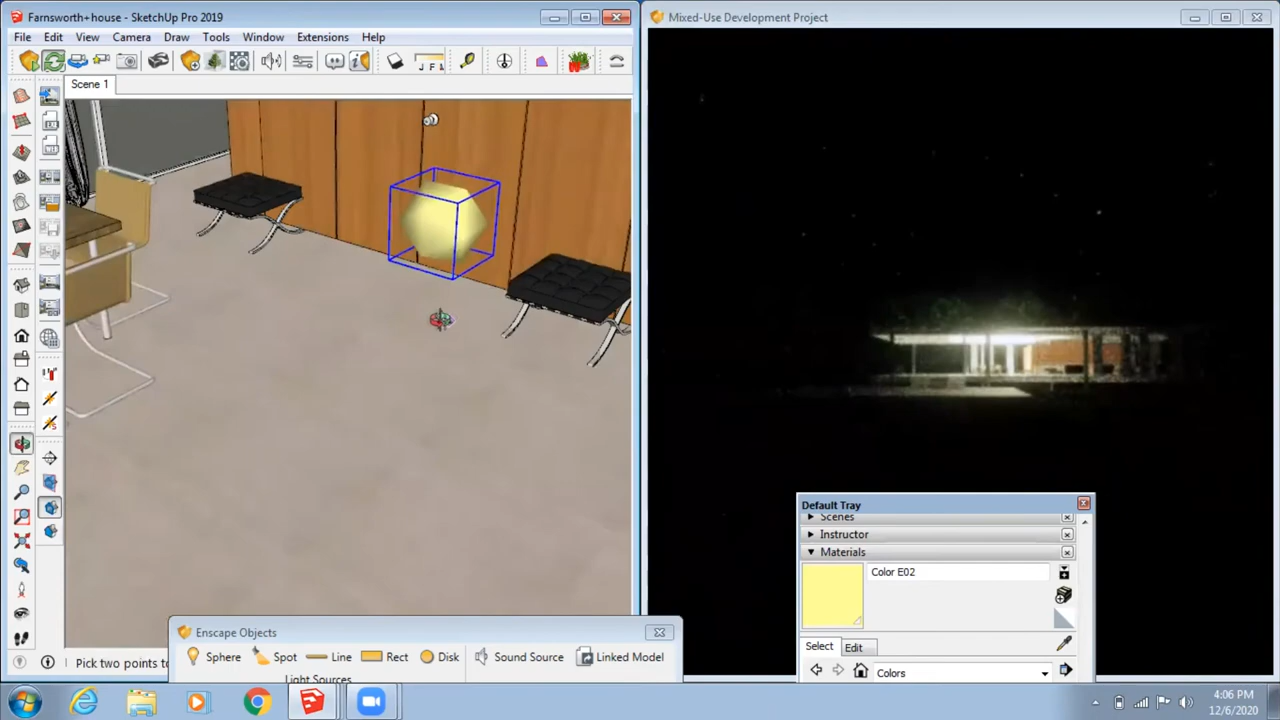 Farnsworth+house - SketchUp Pro 2019
File Edit View Camera Draw Tools Window Extensions Help
Scene 1
Mixed-Use Development Project
Default Tray
Scenes
Instructor
Materials
Color E02
Select Edit
Colors
Enscape Objects
Sphere Spot Line Rect Disk Sound Source Linked Model
Light Sources
Pick two points to
4:06 PM
12/6/2020